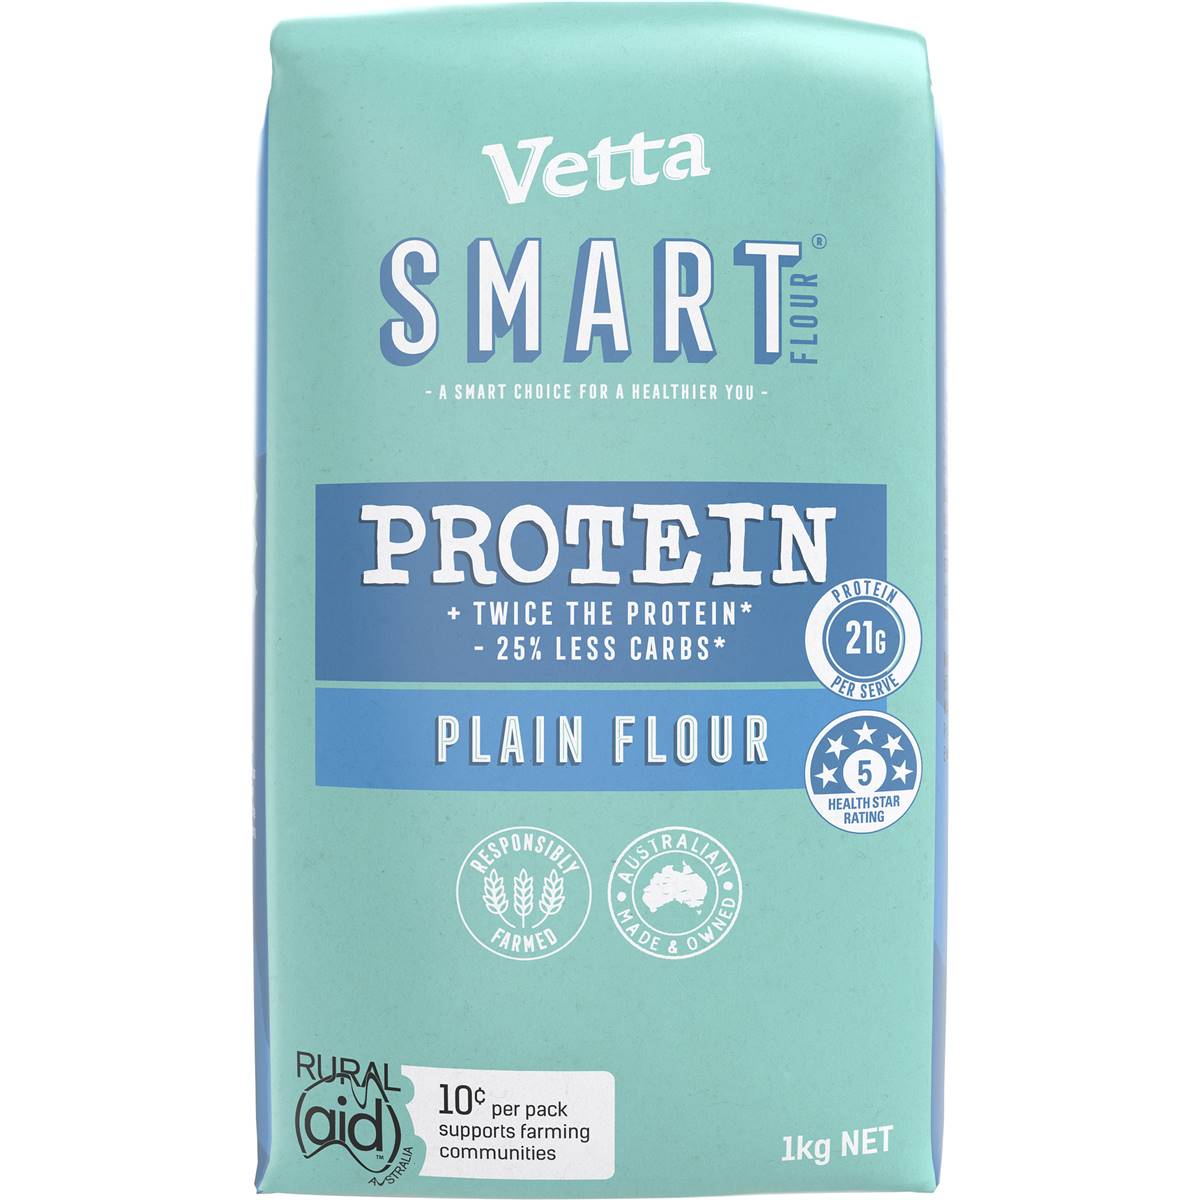 Vetta
SMART
FLOUR®
- A SMART CHOICE FOR A HEALTHIER YOU -
PROTEIN
+ TWICE THE PROTEIN*
- 25% LESS CARBS*
PROTEIN
21G
PER SERVE
PLAIN FLOUR
5
HEALTH STAR
RATING
RESPONSIBLY
FARMED
AUSTRALIAN
MADE & OWNED
RURAL
aid™
AUSTRALIA
10¢ per pack
supports farming
communities
1kg NET